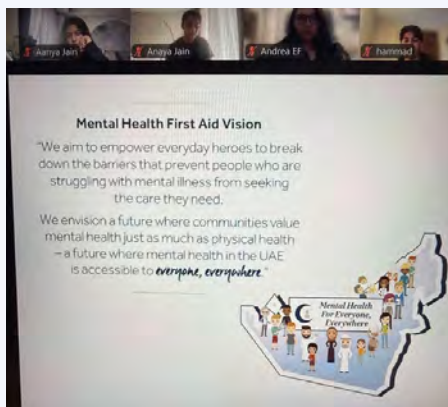 Aanya Jain
Anaya Jain
Andrea EF
hammad
Mental Health First Aid Vision
"We aim to empower everyday heroes to break
down the barriers that prevent people who are
struggling with mental illness from seeking
the care they need.
We envision a future where communities value
mental health just as much as physical health
– a future where mental health in the UAE
is accessible to everyone, everywhere."
Mental Health
For Everyone,
Everywhere